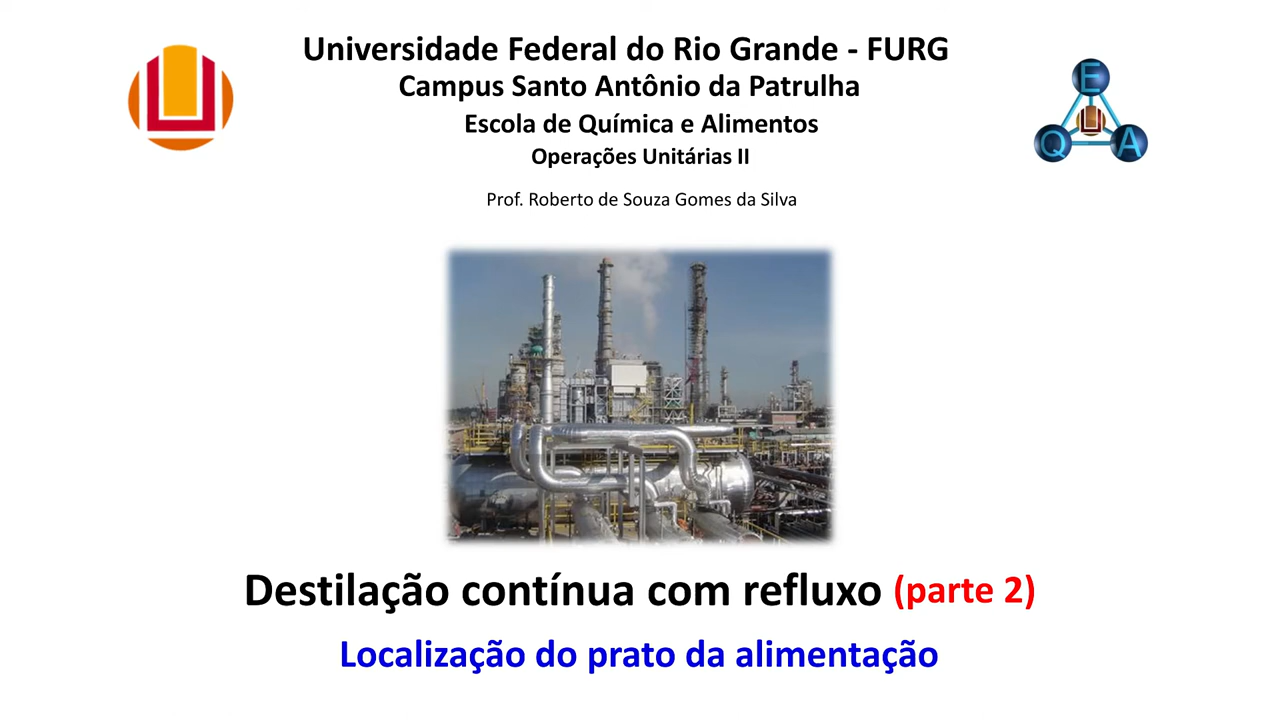 Universidade Federal do Rio Grande - FURG
Campus Santo Antônio da Patrulha
Escola de Química e Alimentos
Operações Unitárias II
Prof. Roberto de Souza Gomes da Silva
E
Q A
Destilação contínua com refluxo (parte 2)
Localização do prato da alimentação